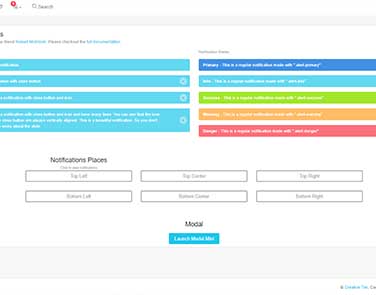 5
Search
Notification States
Please checkout the full documentation.
Primary - This is a regular notification made with ".alert-primary"
notification
Info - This is a regular notification made with ".alert-info"
notification with close button
Success - This is a regular notification made with ".alert-success"
notification with close button and icon
Warning - This is a regular notification made with ".alert-warning"
notification with close button and icon and have many lines. You can see that the icon
close button are always vertically aligned. This is a beautiful notification. So you don't
worry about the style.
Danger - This is a regular notification made with ".alert-danger"
Notifications Places
Click to view notifications
Top Left
Top Center
Top Right
Bottom Left
Bottom Center
Bottom Right
Modal
Launch Modal Mini
© Creative Tim